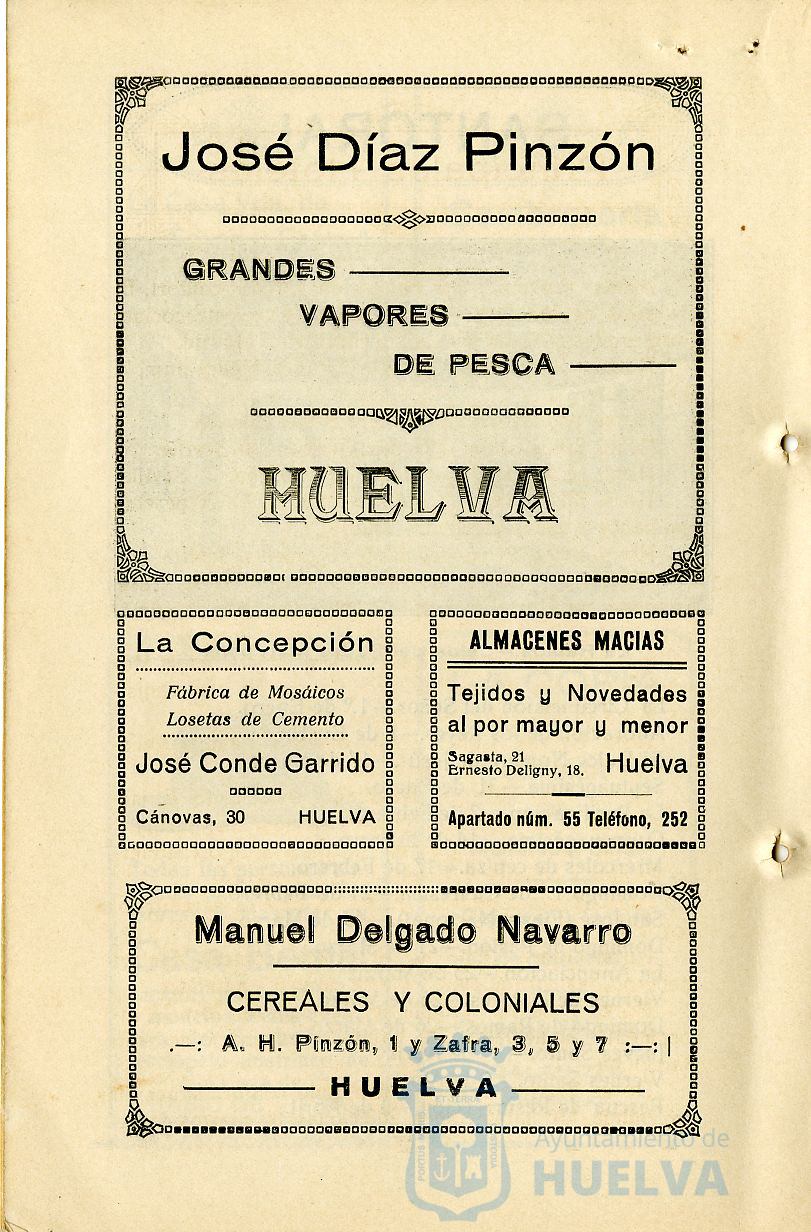 José Díaz Pinzón
GRANDES
VAPORES
DE PESCA
HUELVA
La Concepción
Fábrica de Mosáicos
Losetas de Cemento
José Conde Garrido
Cánovas, 30 HUELVA
ALMACENES MACIAS
Tejidos y Novedades
al por mayor y menor
Sagasta, 21
Ernesto Deligny, 18. Huelva
Apartado núm. 55 Teléfono, 252
Manuel Delgado Navarro
CEREALES Y COLONIALES
.—: A. H. Pinzón, 1 y Zafra, 3, 5 y 7 :—: |
HUELVA
Ayuntamiento de
HUELVA